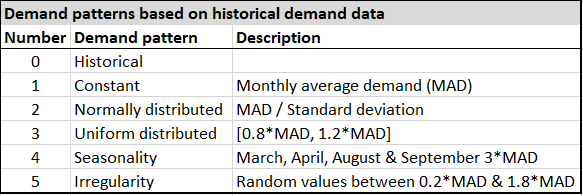 Demand patterns based on historical demand data
Number Demand pattern Description
0 Historical
1 Constant Monthly average demand (MAD)
2 Normally distributed MAD / Standard deviation
3 Uniform distributed [0.8*MAD, 1.2*MAD]
4 Seasonality March, April, August & September 3*MAD
5 Irregularity Random values between 0.2*MAD & 1.8*MAD